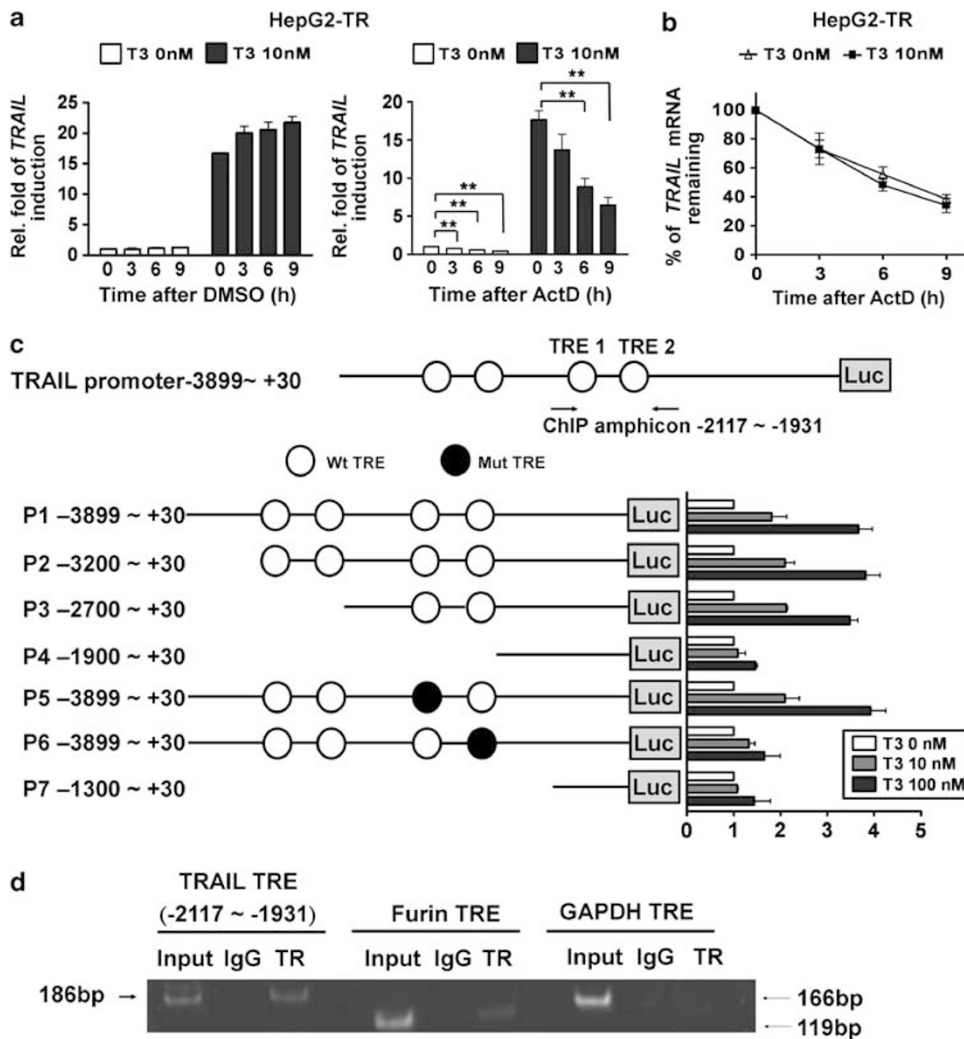 a
HepG2-TR
T3 0nM T3 10nM
Rel. fold of TRAIL induction
25
20
15
10
5
0
0 3 6 9 0 3 6 9
Time after DMSO (h)
T3 0nM T3 10nM
Rel. fold of TRAIL induction
20
15
10
5
0
** ** ** ** **
0 3 6 9 0 3 6 9
Time after ActD (h)
b
HepG2-TR
T3 0nM T3 10nM
% of TRAIL mRNA remaining
100
80
60
40
20
0
0 3 6 9
Time after ActD (h)
c
TRE 1 TRE 2
TRAIL promoter-3899~ +30
Luc
ChIP amphicon -2117 ~ -1931
Wt TRE Mut TRE
P1 –3899 ~ +30 Luc
P2 –3200 ~ +30 Luc
P3 –2700 ~ +30 Luc
P4 –1900 ~ +30 Luc
P5 –3899 ~ +30 Luc
P6 –3899 ~ +30 Luc
P7 –1300 ~ +30 Luc
T3 0 nM
T3 10 nM
T3 100 nM
0 1 2 3 4 5
d
TRAIL TRE
(-2117 ~ -1931)
Furin TRE
GAPDH TRE
Input IgG TR Input IgG TR Input IgG TR
186bp
166bp
119bp